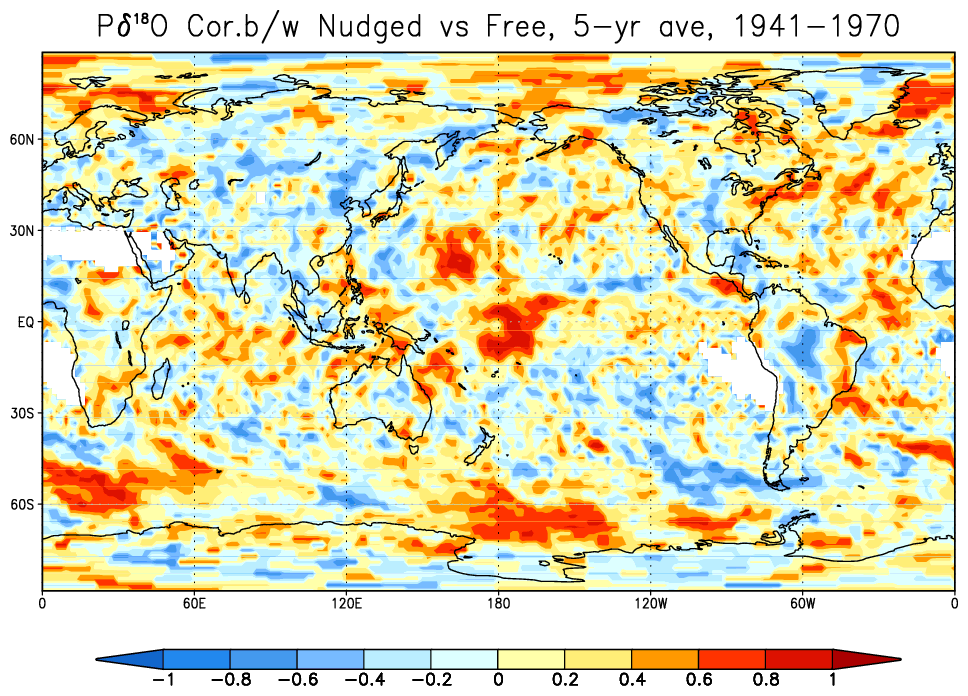 Pδ¹⁸O Cor.b/w Nudged vs Free, 5−yr ave, 1941−1970
60N
30N
EQ
30S
60S
0 60E 120E 180 120W 60W 0
−1 −0.8 −0.6 −0.4 −0.2 0 0.2 0.4 0.6 0.8 1